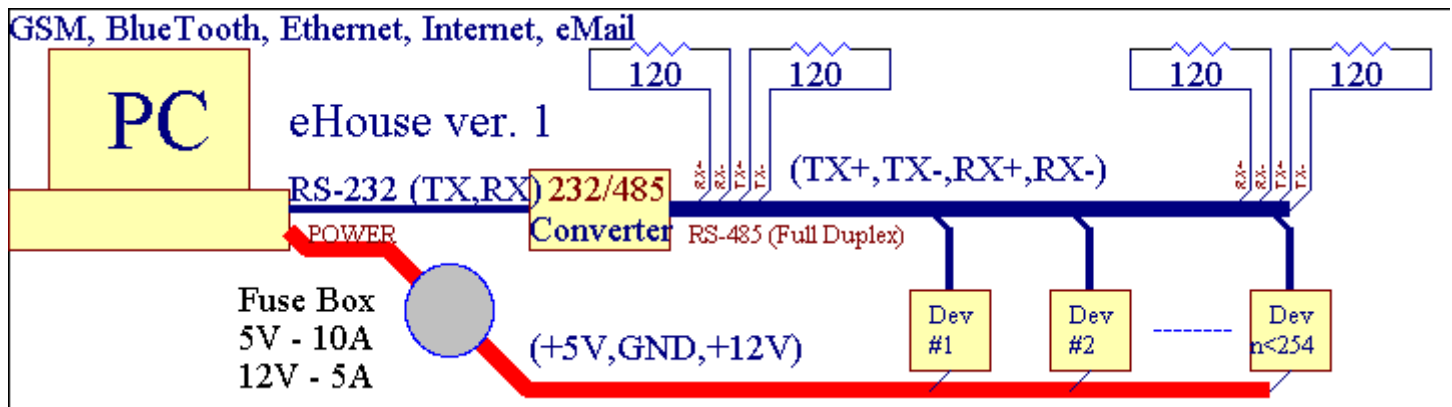 GSM, BlueTooth, Ethernet, Internet, eMail
PC
eHouse ver. 1
120
120
120
120
RX+
RX-
TX+
TX-
RX+
RX-
TX+
TX-
(TX+,TX-,RX+,RX-)
RS-232 (TX,RX)
232/485
Converter
RS-485 (Full Duplex)
POWER
Fuse Box
5V - 10A
12V - 5A
(+5V,GND,+12V)
Dev
#1
Dev
#2
Dev
n<254